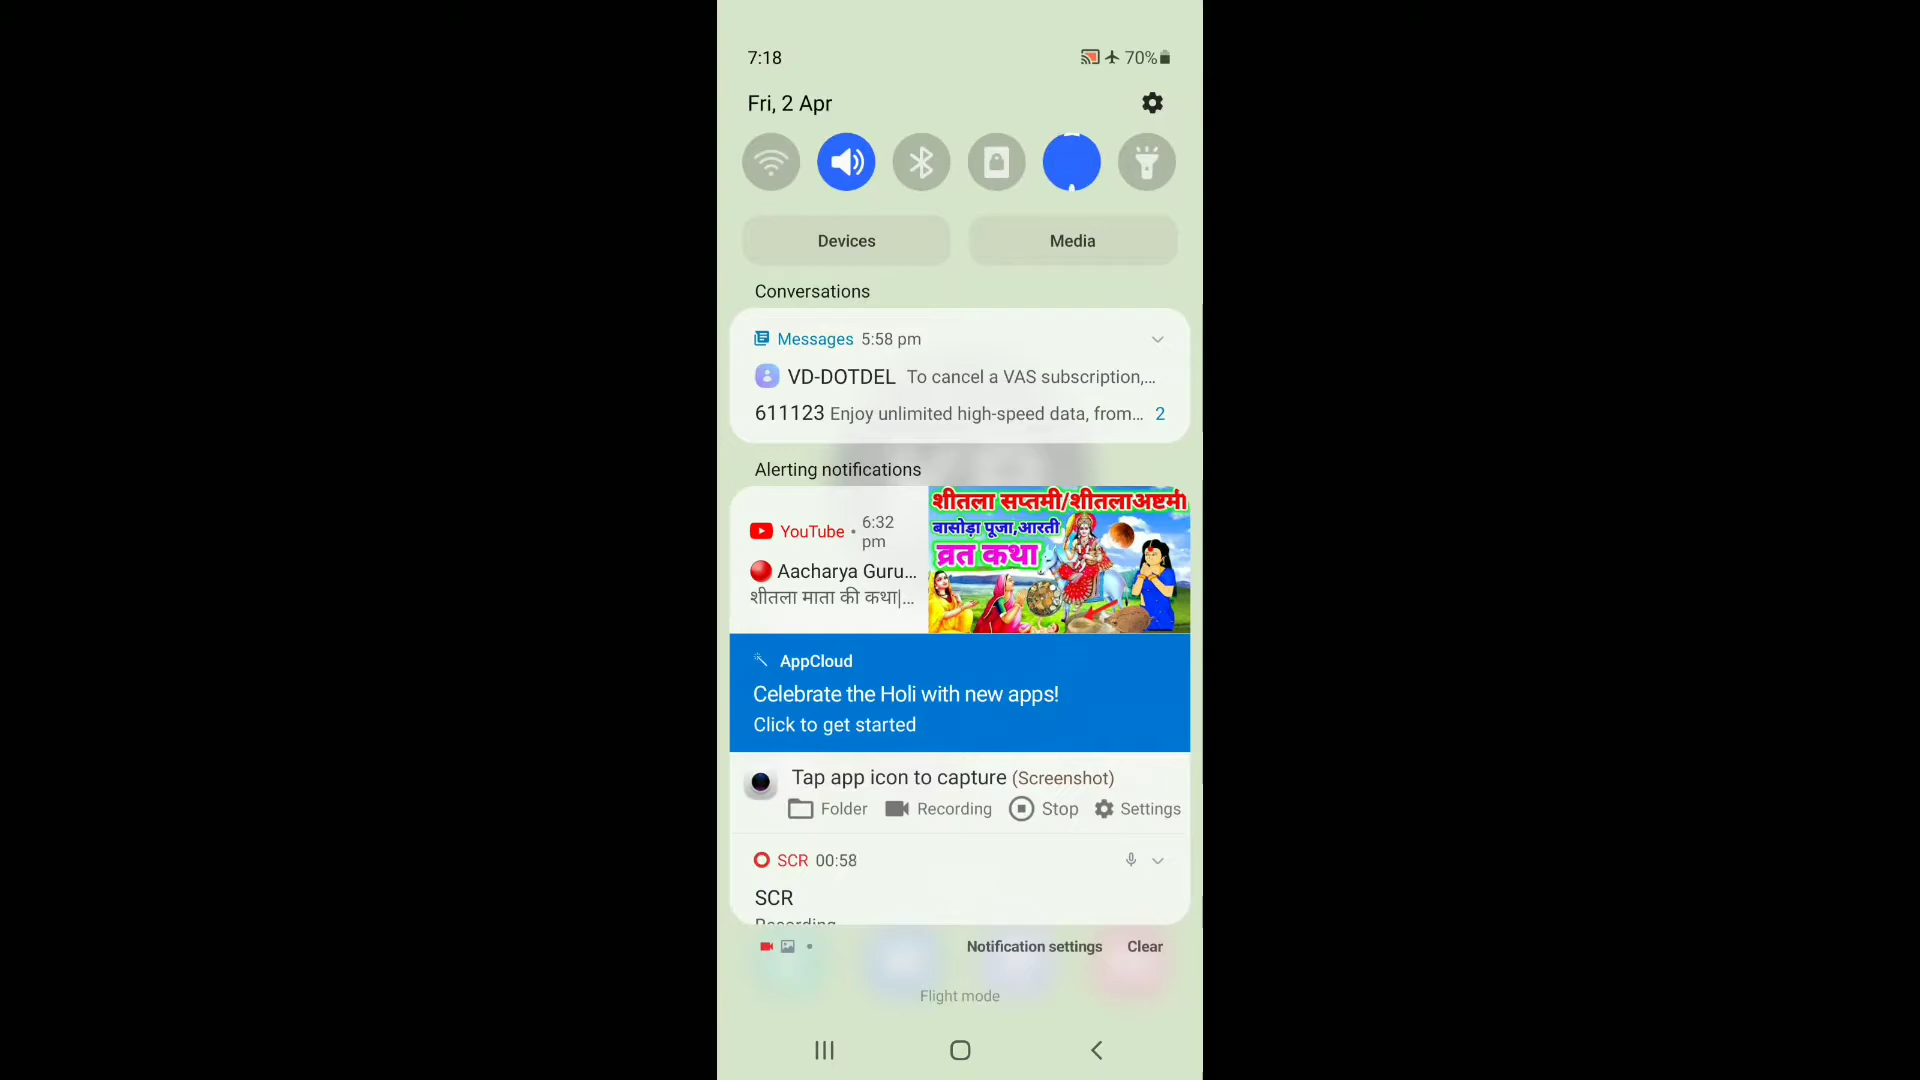 7:18
70%
Fri, 2 Apr
Devices
Media
Conversations
Messages 5:58 pm
VD-DOTDEL To cancel a VAS subscription,...
611123 Enjoy unlimited high-speed data, from... 2
Alerting notifications
YouTube • 6:32 pm
Aacharya Guru...
शीतला माता की कथा|...
शीतला सप्तमी/शीतलाअष्टमी
बासोड़ा पूजा,आरती
व्रत कथा
AppCloud
Celebrate the Holi with new apps!
Click to get started
Tap app icon to capture (Screenshot)
Folder Recording Stop Settings
SCR 00:58
SCR
Recording
Notification settings Clear
Flight mode